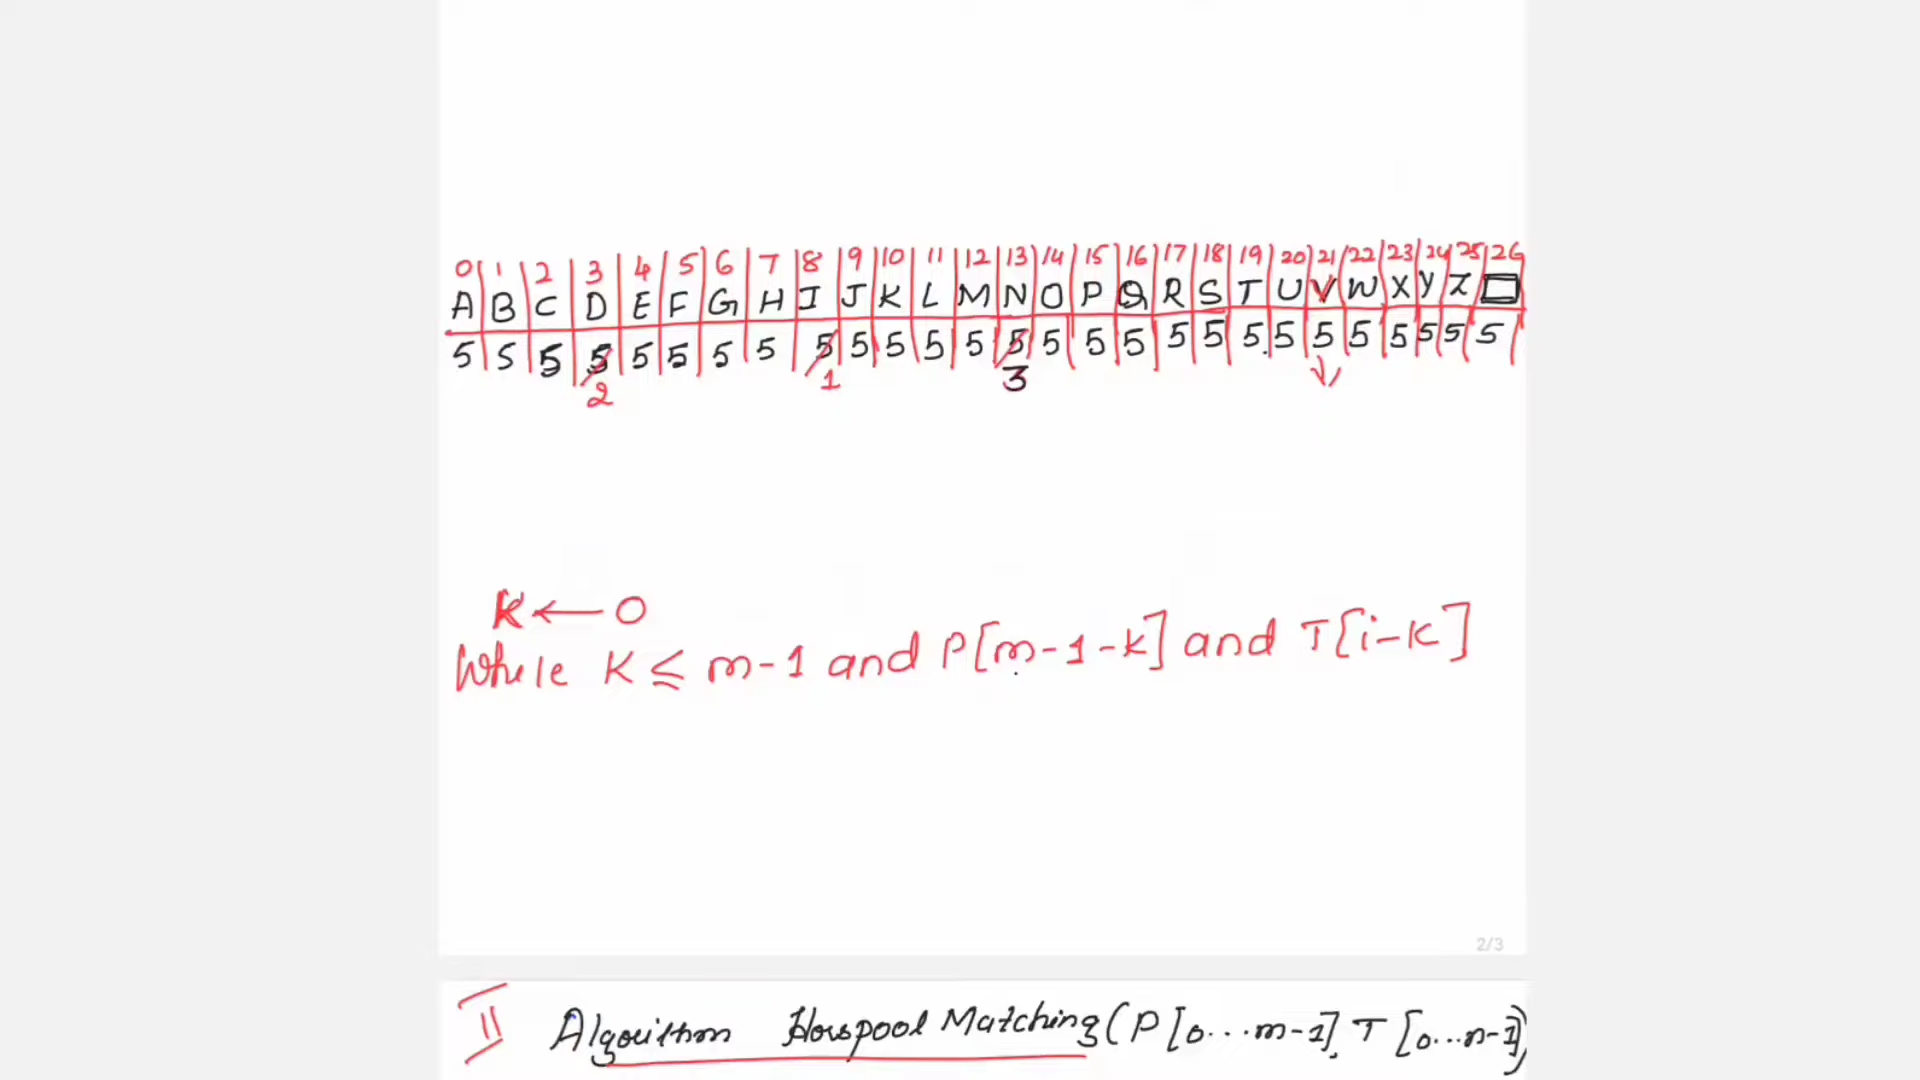 0 1 2 3 4 5 6 7 8 9 10 11 12 13 14 15 16 17 18 19 20 21 22 23 24 25 26
A B C D E F G H I J K L M N O P Q R S T U V W X Y Z
5 5 5 5 5 5 5 5 5 5 5 5 5 5 5 5 5 5 5 5 5 5 5 5 5 5 5
2 1 3
K ← 0
While K ≤ m-1 and P[m-1-k] and T[i-K]
2/3
II Algorithm Horspool Matching (P[0...m-1], T[0...n-1])